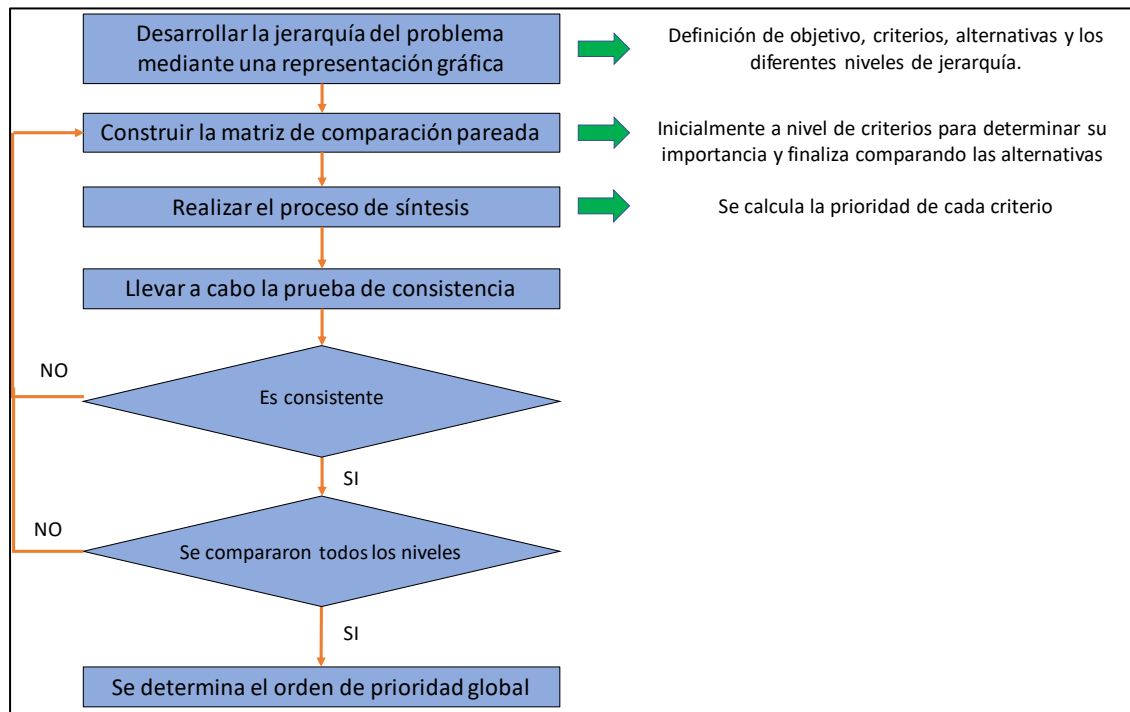 Desarrollar la jerarquía del problema
mediante una representación gráfica
Definición de objetivo, criterios, alternativas y los
diferentes niveles de jerarquía.
Construir la matriz de comparación pareada
Inicialmente a nivel de criterios para determinar su
importancia y finaliza comparando las alternativas
Realizar el proceso de síntesis
Se calcula la prioridad de cada criterio
Llevar a cabo la prueba de consistencia
NO
Es consistente
SI
NO
Se compararon todos los niveles
SI
Se determina el orden de prioridad global